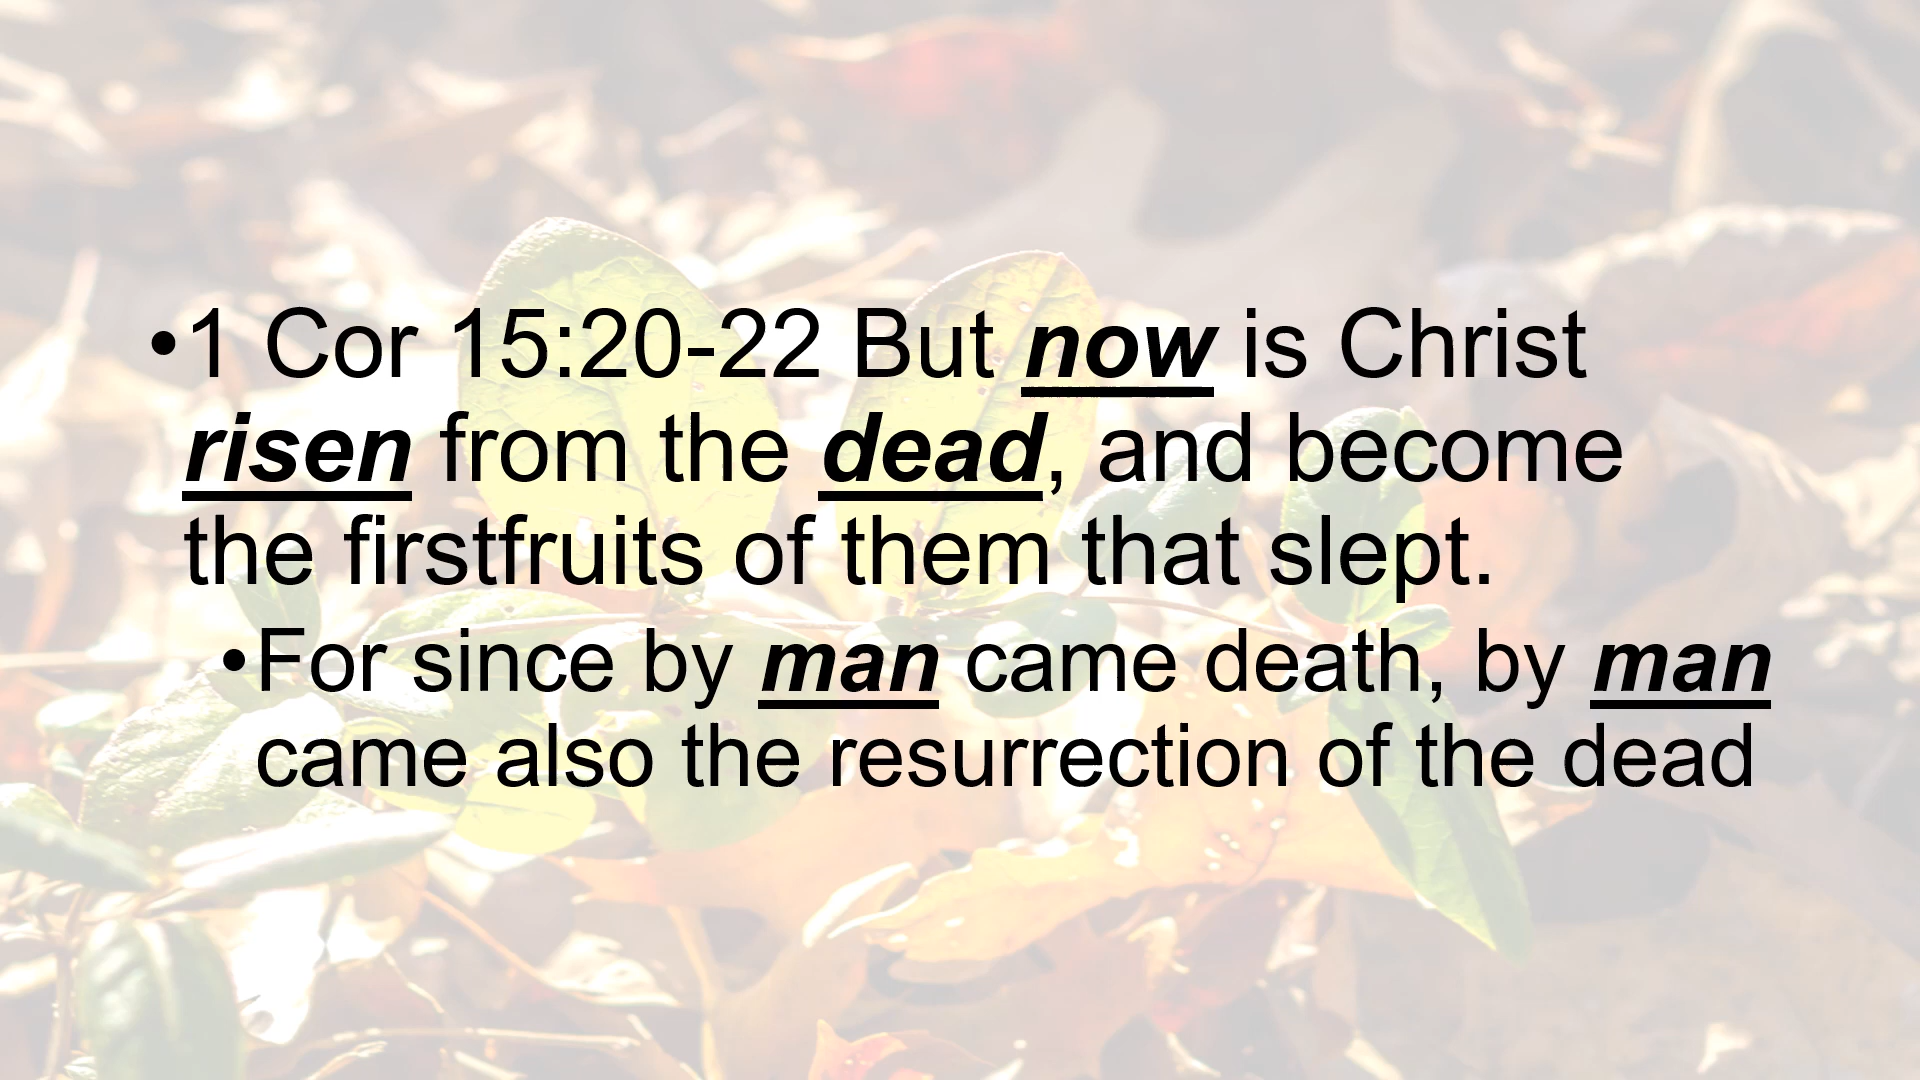 •1 Cor 15:20-22 But now is Christ
risen from the dead, and become
the firstfruits of them that slept.
•For since by man came death, by man
came also the resurrection of the dead